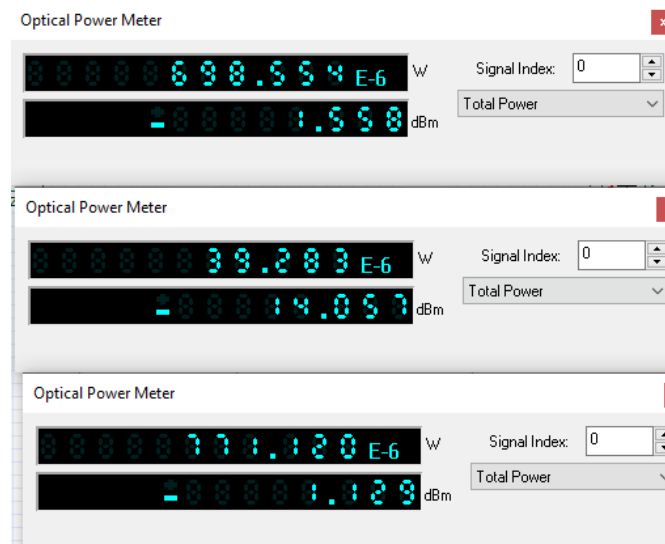 Optical Power Meter
698.554 E-6 W
Signal Index: 0
- 1.558 dBm
Total Power
Optical Power Meter
39.283 E-6 W
Signal Index: 0
- 14.057 dBm
Total Power
Optical Power Meter
771.120 E-6 W
Signal Index: 0
- 1.129 dBm
Total Power